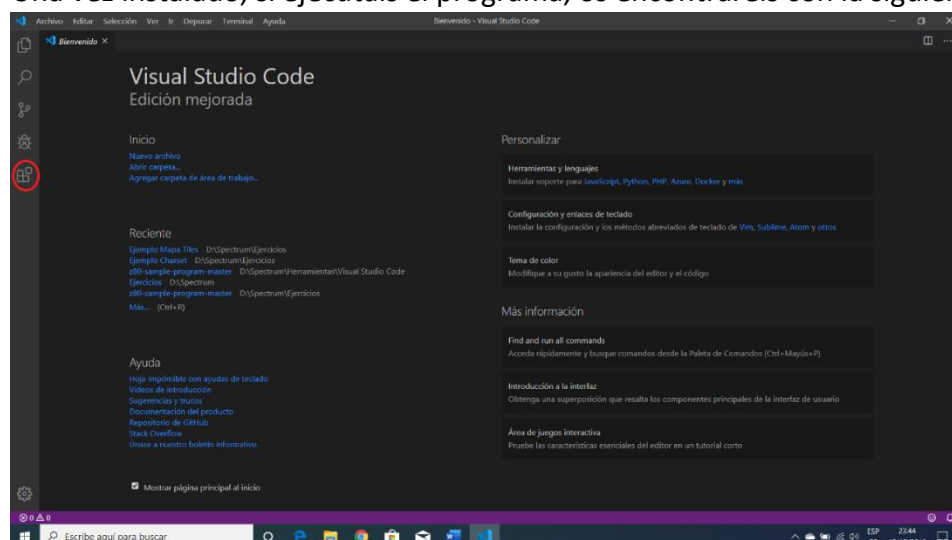 Una vez instalado, si ejecutáis el programa, os encontraréis con la
Archivo Editar Selección Ver Ir Depurar Terminal Ayuda
Bienvenido - Visual Studio Code
Bienvenido
Visual Studio Code
Edición mejorada
Inicio
Nuevo archivo
Abrir carpeta...
Agregar carpeta de área de trabajo...
Reciente
Ejemplo Mapa Tiles D:\Spectrum\Ejercicios
Ejemplo Charset D:\Spectrum\Ejercicios
z80-sample-program-master D:\Spectrum\Herramientas\Visual Studio Code
Ejercicios D:\Spectrum
z80-sample-program-master D:\Spectrum\Ejercicios
Más... (Ctrl+R)
Ayuda
Hoja imprimible con ayudas de teclado
Vídeos de introducción
Sugerencias y trucos
Documentación del producto
Repositorio de GitHub
Stack Overflow
Únase a nuestro boletín informativo
Mostrar página principal al inicio
Personalizar
Herramientas y lenguajes
Instalar soporte para JavaScript, Python, PHP, Azure, Docker y más
Configuración y enlaces de teclado
Instalar la configuración y los métodos abreviados de teclado de Vim, Sublime, Atom y otros
Tema de color
Modifique a su gusto la apariencia del editor y el código
Más información
Find and run all commands
Acceda rápidamente y busque comandos desde la Paleta de Comandos (Ctrl+Mayús+P)
Introducción a la interfaz
Obtenga una superposición que resalta los componentes principales de la interfaz de usuario
Área de juegos interactiva
Pruebe las características esenciales del editor en un tutorial corto
0 0
Escribe aquí para buscar
ESP
23:44